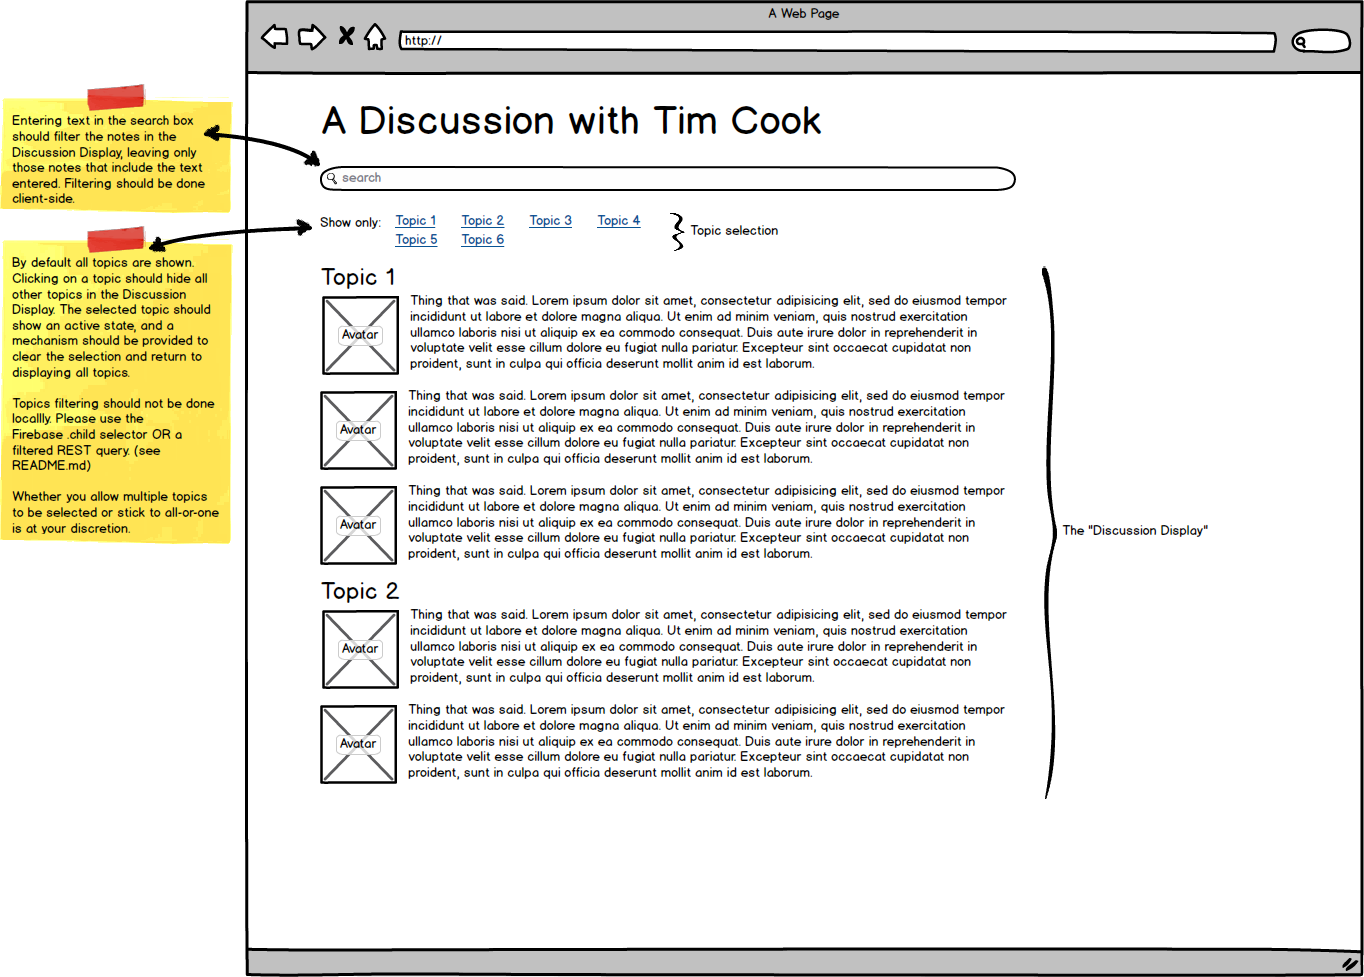 A Web Page
http://
Entering text in the search box
should filter the notes in the
Discussion Display, leaving only
those notes that include the text
entered. Filtering should be done
client-side.
By default all topics are shown.
Clicking on a topic should hide all
other topics in the Discussion
Display. The selected topic should
show an active state, and a
mechanism should be provided to
clear the selection and return to
displaying all topics.
Topics filtering should not be done
locallly. Please use the
Firebase .child selector OR a
filtered REST query. (see
README.md)
Whether you allow multiple topics
to be selected or stick to all-or-one
is at your discretion.
A Discussion with Tim Cook
search
Show only: Topic 1 Topic 2 Topic 3 Topic 4
Topic 5 Topic 6
Topic selection
Topic 1
Avatar
Thing that was said. Lorem ipsum dolor sit amet, consectetur adipisicing elit, sed do eiusmod tempor
incididunt ut labore et dolore magna aliqua. Ut enim ad minim veniam, quis nostrud exercitation
ullamco laboris nisi ut aliquip ex ea commodo consequat. Duis aute irure dolor in reprehenderit in
voluptate velit esse cillum dolore eu fugiat nulla pariatur. Excepteur sint occaecat cupidatat non
proident, sunt in culpa qui officia deserunt mollit anim id est laborum.
Avatar
Thing that was said. Lorem ipsum dolor sit amet, consectetur adipisicing elit, sed do eiusmod tempor
incididunt ut labore et dolore magna aliqua. Ut enim ad minim veniam, quis nostrud exercitation
ullamco laboris nisi ut aliquip ex ea commodo consequat. Duis aute irure dolor in reprehenderit in
voluptate velit esse cillum dolore eu fugiat nulla pariatur. Excepteur sint occaecat cupidatat non
proident, sunt in culpa qui officia deserunt mollit anim id est laborum.
Avatar
Thing that was said. Lorem ipsum dolor sit amet, consectetur adipisicing elit, sed do eiusmod tempor
incididunt ut labore et dolore magna aliqua. Ut enim ad minim veniam, quis nostrud exercitation
ullamco laboris nisi ut aliquip ex ea commodo consequat. Duis aute irure dolor in reprehenderit in
voluptate velit esse cillum dolore eu fugiat nulla pariatur. Excepteur sint occaecat cupidatat non
proident, sunt in culpa qui officia deserunt mollit anim id est laborum.
Topic 2
Avatar
Thing that was said. Lorem ipsum dolor sit amet, consectetur adipisicing elit, sed do eiusmod tempor
incididunt ut labore et dolore magna aliqua. Ut enim ad minim veniam, quis nostrud exercitation
ullamco laboris nisi ut aliquip ex ea commodo consequat. Duis aute irure dolor in reprehenderit in
voluptate velit esse cillum dolore eu fugiat nulla pariatur. Excepteur sint occaecat cupidatat non
proident, sunt in culpa qui officia deserunt mollit anim id est laborum.
Avatar
Thing that was said. Lorem ipsum dolor sit amet, consectetur adipisicing elit, sed do eiusmod tempor
incididunt ut labore et dolore magna aliqua. Ut enim ad minim veniam, quis nostrud exercitation
ullamco laboris nisi ut aliquip ex ea commodo consequat. Duis aute irure dolor in reprehenderit in
voluptate velit esse cillum dolore eu fugiat nulla pariatur. Excepteur sint occaecat cupidatat non
proident, sunt in culpa qui officia deserunt mollit anim id est laborum.
The "Discussion Display"